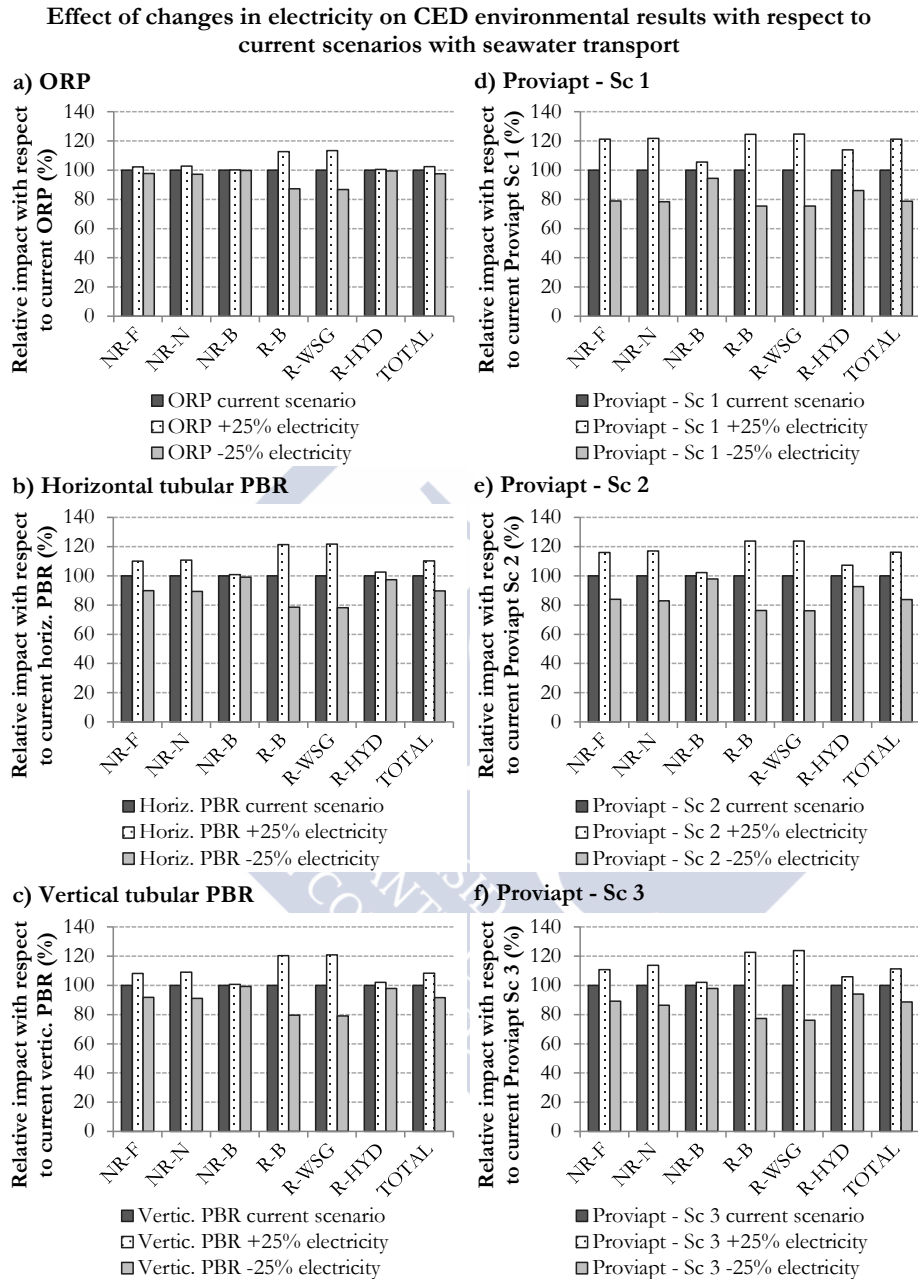 Effect of changes in electricity on CED environmental results with respect to
current scenarios with seawater transport
a) ORP
Relative impact with respect
to current ORP (%)
140
120
100
80
60
40
20
0
NR-F
NR-N
NR-B
R-B
R-WSG
R-HYD
TOTAL
ORP current scenario
ORP +25% electricity
ORP -25% electricity
b) Horizontal tubular PBR
Relative impact with respect
to current horiz. PBR (%)
140
120
100
80
60
40
20
0
NR-F
NR-N
NR-B
R-B
R-WSG
R-HYD
TOTAL
Horiz. PBR current scenario
Horiz. PBR +25% electricity
Horiz. PBR -25% electricity
c) Vertical tubular PBR
Relative impact with respect
to current vertic. PBR (%)
140
120
100
80
60
40
20
0
NR-F
NR-N
NR-B
R-B
R-WSG
R-HYD
TOTAL
Vertic. PBR current scenario
Vertic. PBR +25% electricity
Vertic. PBR -25% electricity
d) Proviapt - Sc 1
Relative impact with respect
to current Proviapt Sc 1 (%)
140
120
100
80
60
40
20
0
NR-F
NR-N
NR-B
R-B
R-WSG
R-HYD
TOTAL
Proviapt - Sc 1 current scenario
Proviapt - Sc 1 +25% electricity
Proviapt - Sc 1 -25% electricity
e) Proviapt - Sc 2
Relative impact with respect
to current Proviapt Sc 2 (%)
140
120
100
80
60
40
20
0
NR-F
NR-N
NR-B
R-B
R-WSG
R-HYD
TOTAL
Proviapt - Sc 2 current scenario
Proviapt - Sc 2 +25% electricity
Proviapt - Sc 2 -25% electricity
f) Proviapt - Sc 3
Relative impact with respect
to current Proviapt Sc 3 (%)
140
120
100
80
60
40
20
0
NR-F
NR-N
NR-B
R-B
R-WSG
R-HYD
TOTAL
Proviapt - Sc 3 current scenario
Proviapt - Sc 3 +25% electricity
Proviapt - Sc 3 -25% electricity